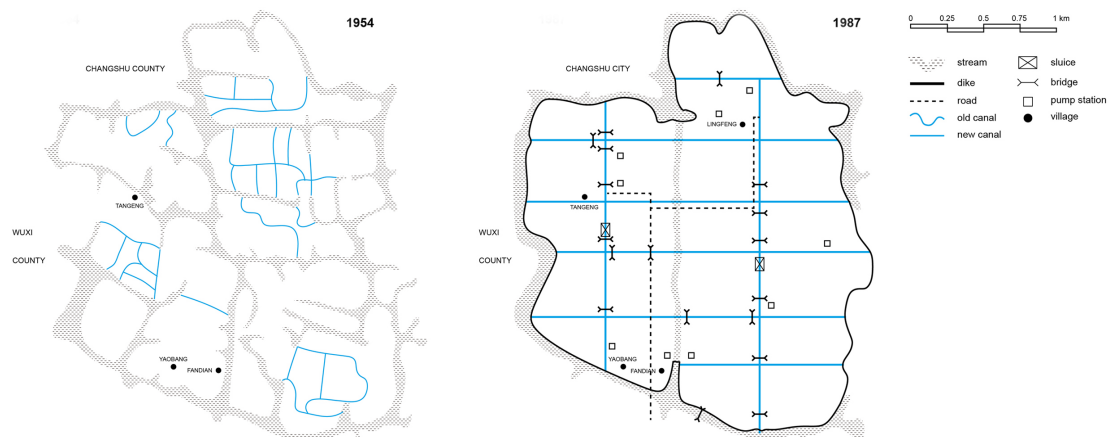 1954
CHANGSHU COUNTY
TANGENG
WUXI
COUNTY
YAOBANG
FANDIAN
1987
CHANGSHU CITY
LINGFENG
TANGENG
WUXI
COUNTY
YAOBANG
FANDIAN
0 0.25 0.5 0.75 1 km
stream
dike
road
old canal
new canal
sluice
bridge
pump station
village